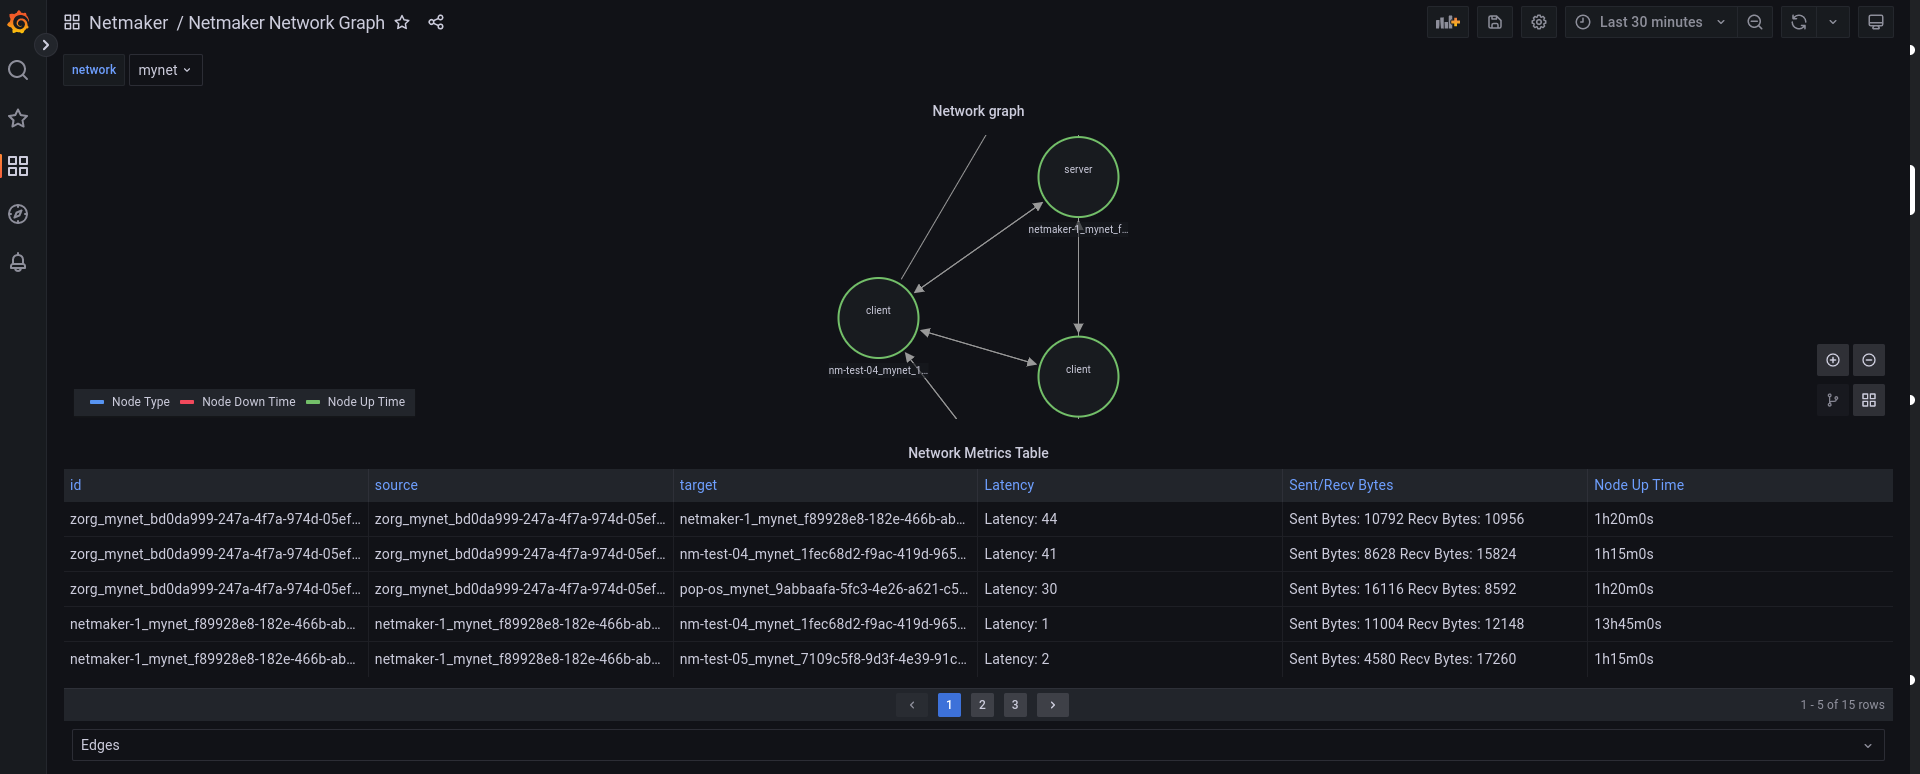 Netmaker / Netmaker Network Graph
Last 30 minutes
network mynet
Network graph
server
netmaker-1_mynet_f...
client
nm-test-04_mynet_1...
client
Node Type Node Down Time Node Up Time
Network Metrics Table
id source target Latency Sent/Recv Bytes Node Up Time
zorg_mynet_bd0da999-247a-4f7a-974d-05ef... zorg_mynet_bd0da999-247a-4f7a-974d-05ef... netmaker-1_mynet_f89928e8-182e-466b-ab... Latency: 44 Sent Bytes: 10792 Recv Bytes: 10956 1h20m0s
zorg_mynet_bd0da999-247a-4f7a-974d-05ef... zorg_mynet_bd0da999-247a-4f7a-974d-05ef... nm-test-04_mynet_1fec68d2-f9ac-419d-965... Latency: 41 Sent Bytes: 8628 Recv Bytes: 15824 1h15m0s
zorg_mynet_bd0da999-247a-4f7a-974d-05ef... zorg_mynet_bd0da999-247a-4f7a-974d-05ef... pop-os_mynet_9abbaafa-5fc3-4e26-a621-c5... Latency: 30 Sent Bytes: 16116 Recv Bytes: 8592 1h20m0s
netmaker-1_mynet_f89928e8-182e-466b-ab... netmaker-1_mynet_f89928e8-182e-466b-ab... nm-test-04_mynet_1fec68d2-f9ac-419d-965... Latency: 1 Sent Bytes: 11004 Recv Bytes: 12148 13h45m0s
netmaker-1_mynet_f89928e8-182e-466b-ab... netmaker-1_mynet_f89928e8-182e-466b-ab... nm-test-05_mynet_7109c5f8-9d3f-4e39-91c... Latency: 2 Sent Bytes: 4580 Recv Bytes: 17260 1h15m0s
1 2 3 1 - 5 of 15 rows
Edges